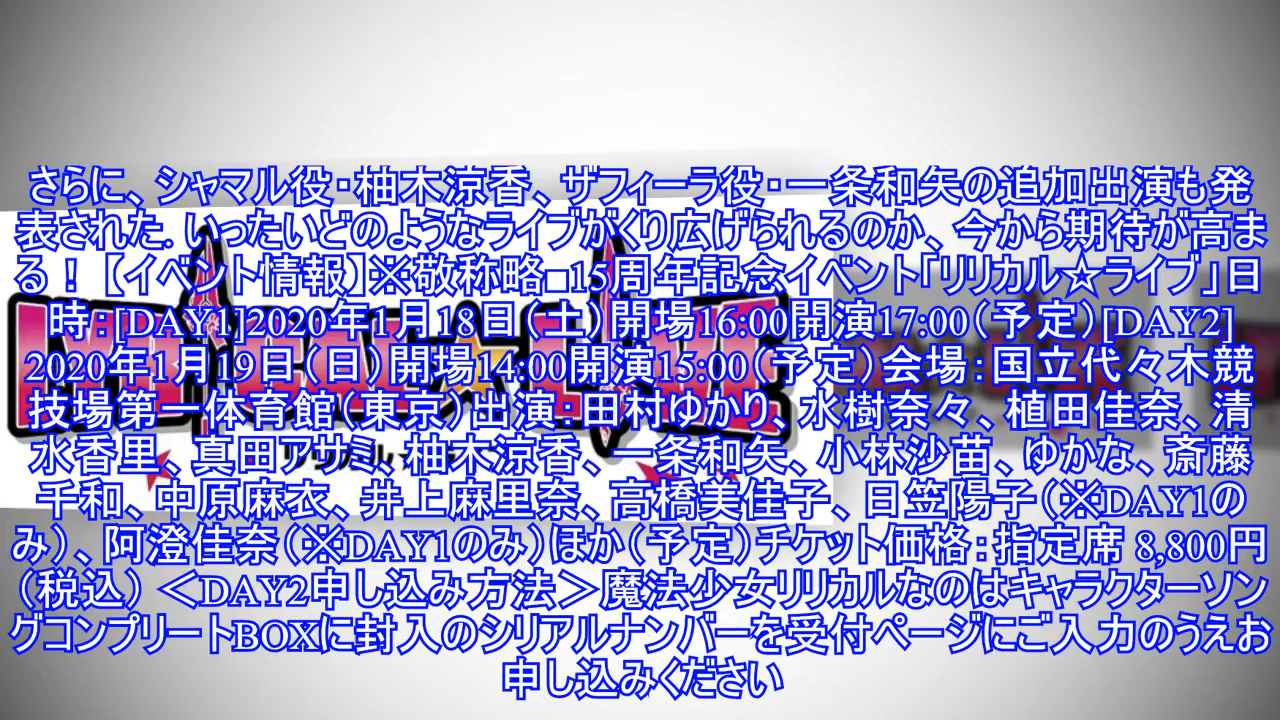 さらに、シャマル役・柚木涼香、ザフィーラ役・一条和矢の追加出演も発
表された. いったいどのようなライブがくり広げられるのか、今から期待が高ま
る！【イベント情報】※敬称略■15周年記念イベント「リリカル☆ライブ」日
時：[DAY1]2020年1月18日（土）開場16:00開演17:00（予定）[DAY2]
2020年1月19日（日）開場14:00開演15:00（予定）会場：国立代々木競
技場第一体育館（東京）出演：田村ゆかり、水樹奈々、植田佳奈、清
水香里、真田アサミ、柚木涼香、一条和矢、小林沙苗、ゆかな、斎藤
千和、中原麻衣、井上麻里奈、高橋美佳子、日笠陽子（※DAY1の
み）、阿澄佳奈（※DAY1のみ）ほか（予定）チケット価格：指定席 8,800円
（税込） ＜DAY2申し込み方法＞魔法少女リリカルなのはキャラクターソン
グコンプリートBOXに封入のシリアルナンバーを受付ページにご入力のうえお
申し込みください